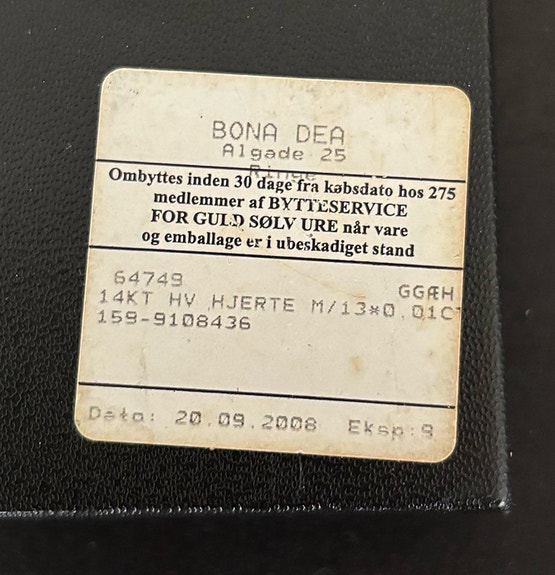 BONA DEA
Algade 25
Ringe
Ombyttes inden 30 dage fra købsdato hos 275
medlemmer af BYTTESERVICE
FOR GULD SØLV URE når vare
og emballage er i ubeskadiget stand
64749 GGÆH
14KT HV HJERTE M/13*0,01CT
159-9108436
Dato: 20.09.2008 Eksp:9